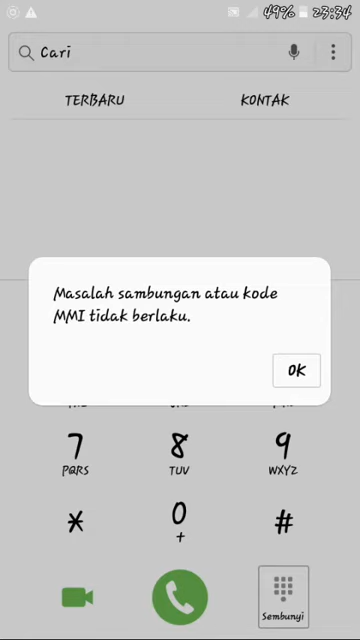 49% 23:34
Cari
TERBARU KONTAK
Masalah sambungan atau kode
MMI tidak berlaku.
OK
7 8 9
PQRS TUV WXYZ
* 0 #
+
Sembunyi